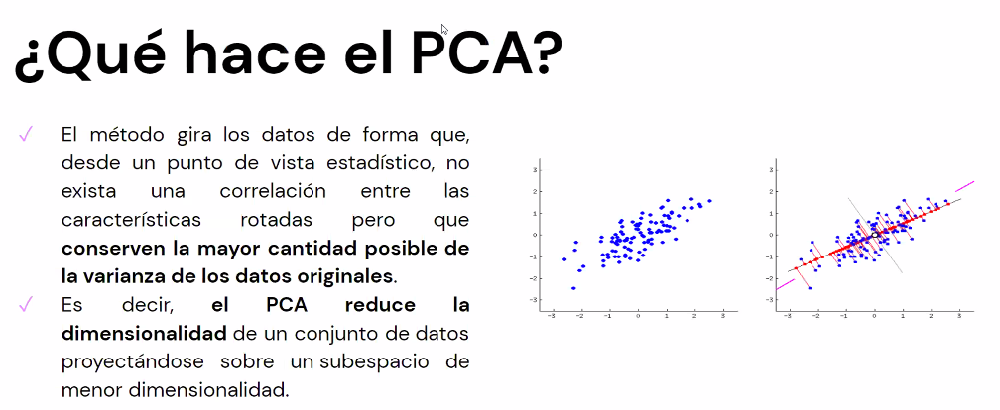 ¿Qué hace el PCA?
✓ El método gira los datos de forma que,
desde un punto de vista estadístico, no
exista una correlación entre las
características rotadas pero que
conserven la mayor cantidad posible de
la varianza de los datos originales.
✓ Es decir, el PCA reduce la
dimensionalidad de un conjunto de datos
proyectándose sobre un subespacio de
menor dimensionalidad.
3
2
1
0
-1
-2
-3
-3 -2 -1 0 1 2 3
3
2
1
0
-1
-2
-3
-3 -2 -1 0 1 2 3